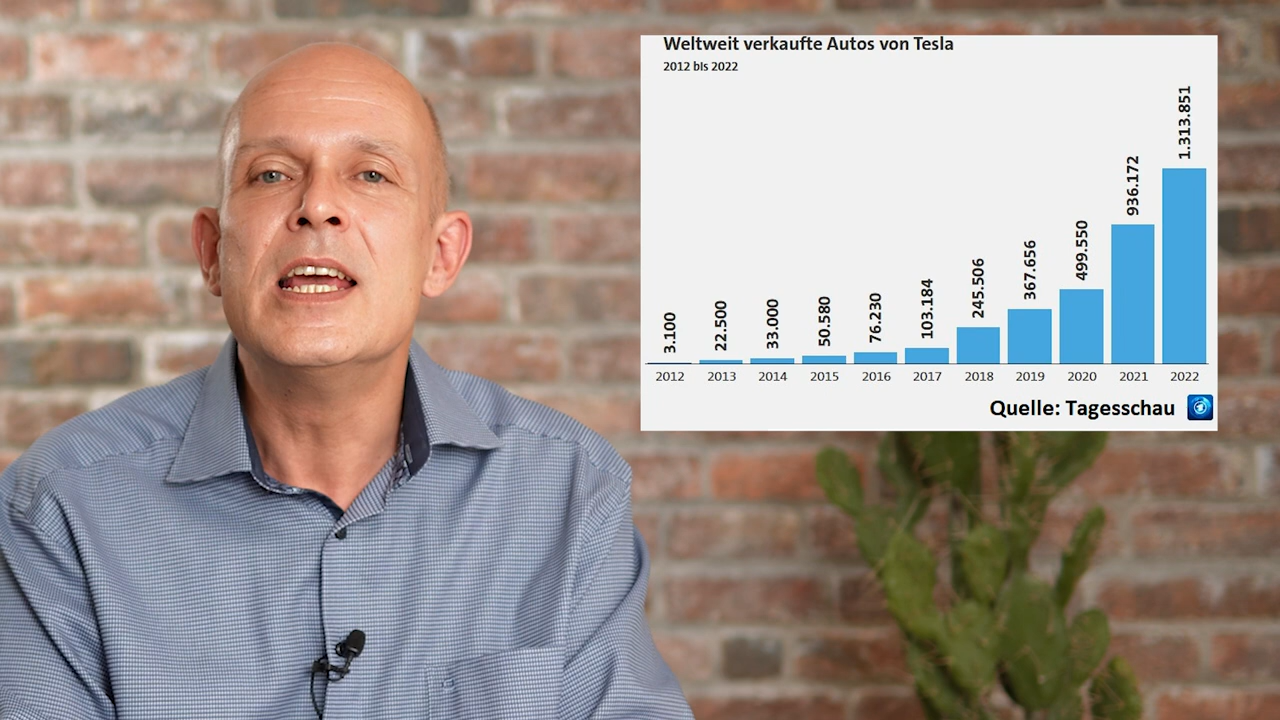 Weltweit verkaufte Autos von Tesla
2012 bis 2022
3.100
22.500
33.000
50.580
76.230
103.184
245.506
367.656
499.550
936.172
1.313.851
2012 2013 2014 2015 2016 2017 2018 2019 2020 2021 2022
Quelle: Tagesschau